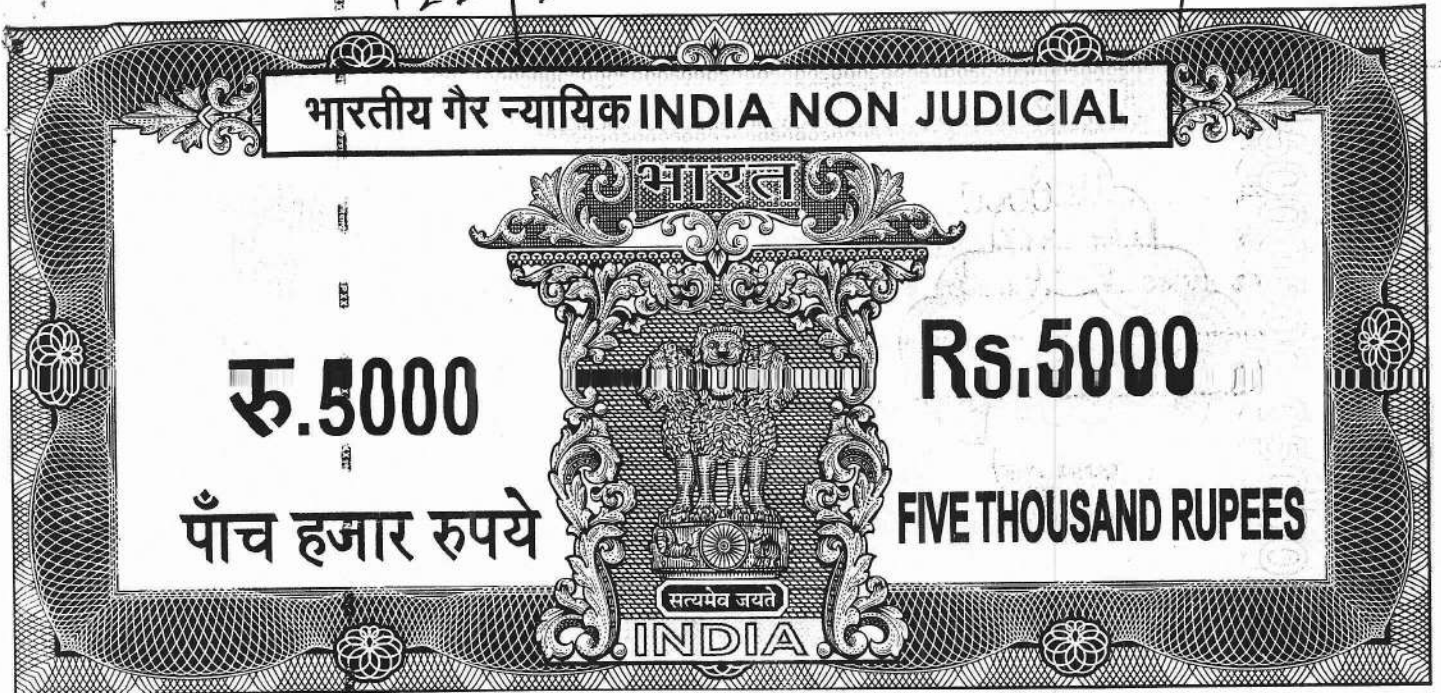 भारतीय गैर न्यायिक INDIA NON JUDICIAL
भारत
रु.5000
Rs.5000
पाँच हजार रुपये
FIVE THOUSAND RUPEES
सत्यमेव जयते
INDIA